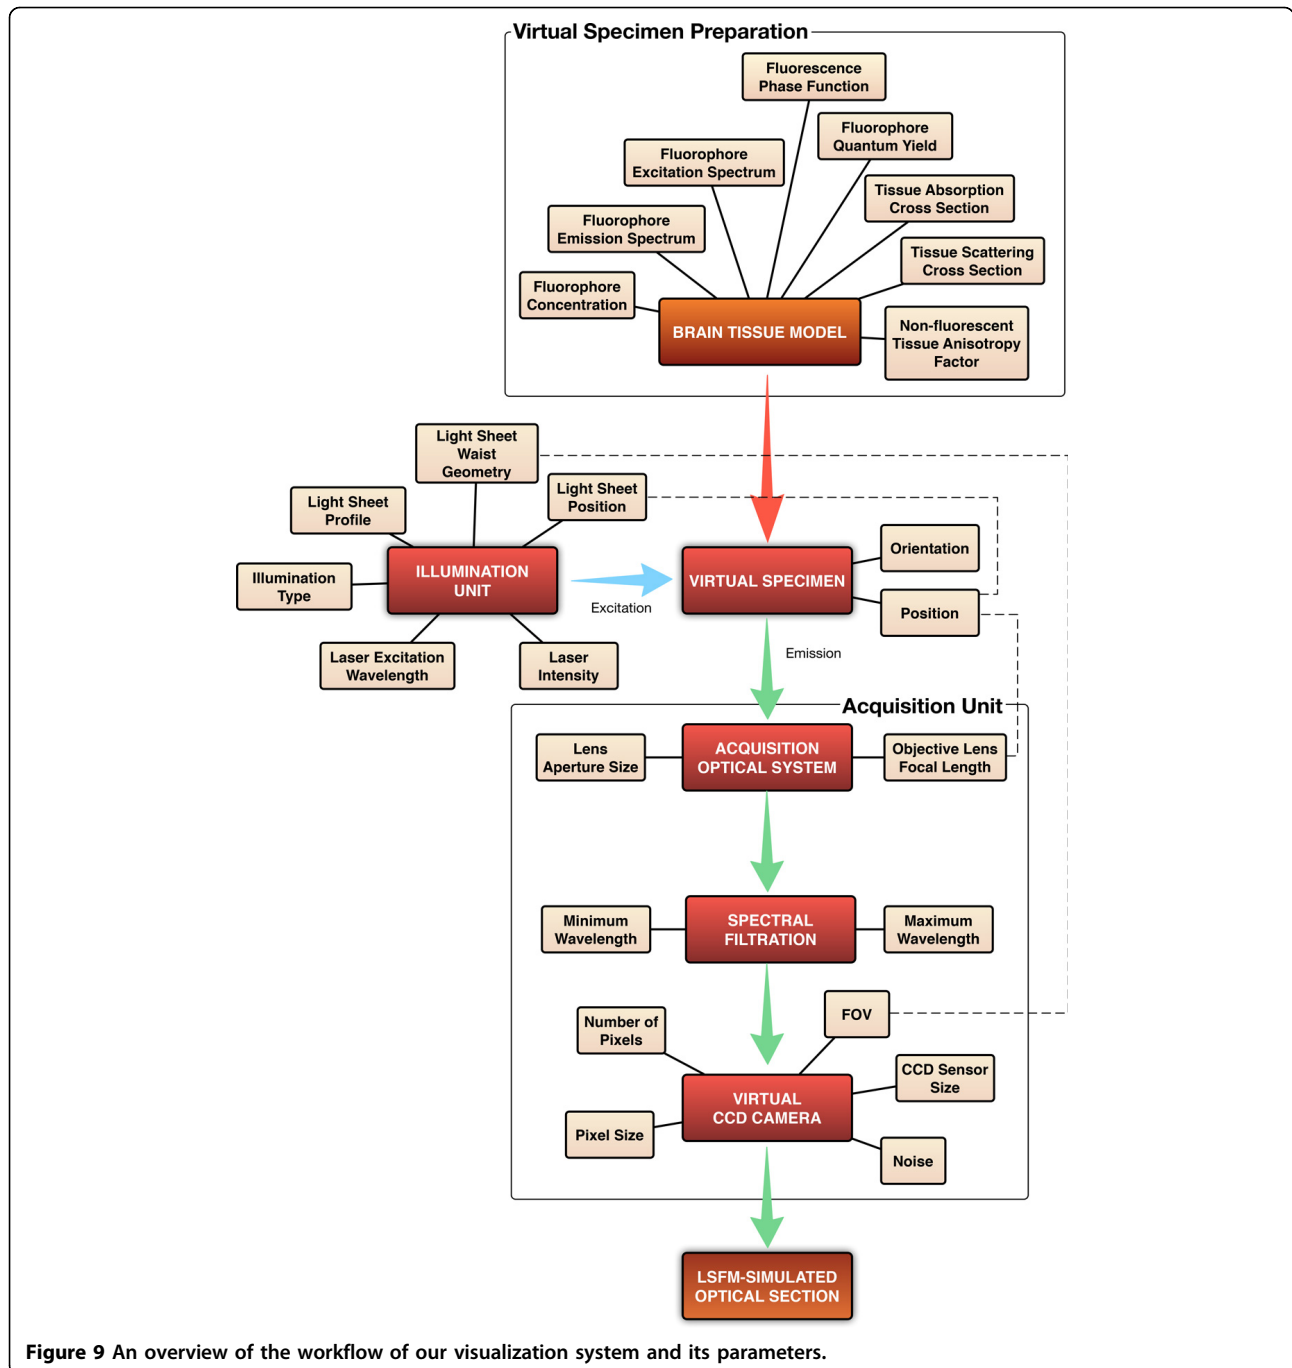 Virtual Specimen Preparation
Fluorescence
Phase Function
Fluorophore
Quantum Yield
Fluorophore
Excitation Spectrum
Tissue Absorption
Cross Section
Fluorophore
Emission Spectrum
Tissue Scattering
Cross Section
Fluorophore
Concentration
BRAIN TISSUE MODEL
Non-fluorescent
Tissue Anisotropy
Factor
Light Sheet
Waist
Geometry
Light Sheet
Profile
Light Sheet
Position
Illumination
Type
ILLUMINATION
UNIT
Excitation
VIRTUAL SPECIMEN
Orientation
Position
Laser Excitation
Wavelength
Laser
Intensity
Emission
Acquisition Unit
Lens
Aperture Size
ACQUISITION
OPTICAL SYSTEM
Objective Lens
Focal Length
Minimum
Wavelength
SPECTRAL
FILTRATION
Maximum
Wavelength
Number of
Pixels
FOV
CCD Sensor
Size
VIRTUAL
CCD CAMERA
Pixel Size
Noise
LSFM-SIMULATED
OPTICAL SECTION
Figure 9 An overview of the workflow of our visualization system and its parameters.